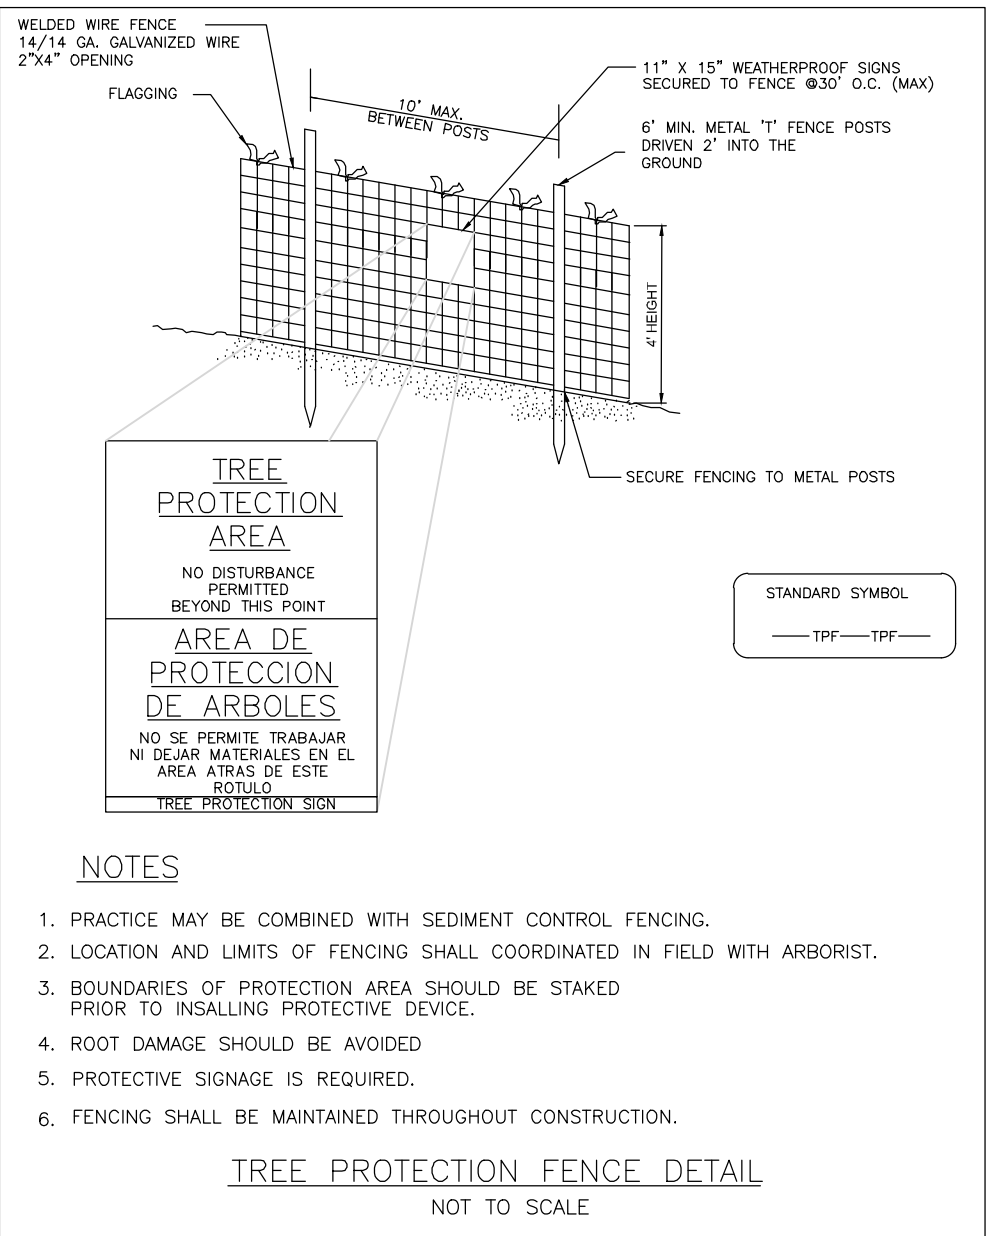 WELDED WIRE FENCE
14/14 GA. GALVANIZED WIRE
2"X4" OPENING
FLAGGING
10' MAX.
BETWEEN POSTS
11" X 15" WEATHERPROOF SIGNS
SECURED TO FENCE @30' O.C. (MAX)
6' MIN. METAL 'T' FENCE POSTS
DRIVEN 2' INTO THE
GROUND
4' HEIGHT
SECURE FENCING TO METAL POSTS
TREE
PROTECTION
AREA
NO DISTURBANCE
PERMITTED
BEYOND THIS POINT
AREA DE
PROTECCION
DE ARBOLES
NO SE PERMITE TRABAJAR
NI DEJAR MATERIALES EN EL
AREA ATRAS DE ESTE
ROTULO
TREE PROTECTION SIGN
STANDARD SYMBOL
TPF TPF
NOTES
1. PRACTICE MAY BE COMBINED WITH SEDIMENT CONTROL FENCING.
2. LOCATION AND LIMITS OF FENCING SHALL COORDINATED IN FIELD WITH ARBORIST.
3. BOUNDARIES OF PROTECTION AREA SHOULD BE STAKED
PRIOR TO INSALLING PROTECTIVE DEVICE.
4. ROOT DAMAGE SHOULD BE AVOIDED
5. PROTECTIVE SIGNAGE IS REQUIRED.
6. FENCING SHALL BE MAINTAINED THROUGHOUT CONSTRUCTION.
TREE PROTECTION FENCE DETAIL
NOT TO SCALE